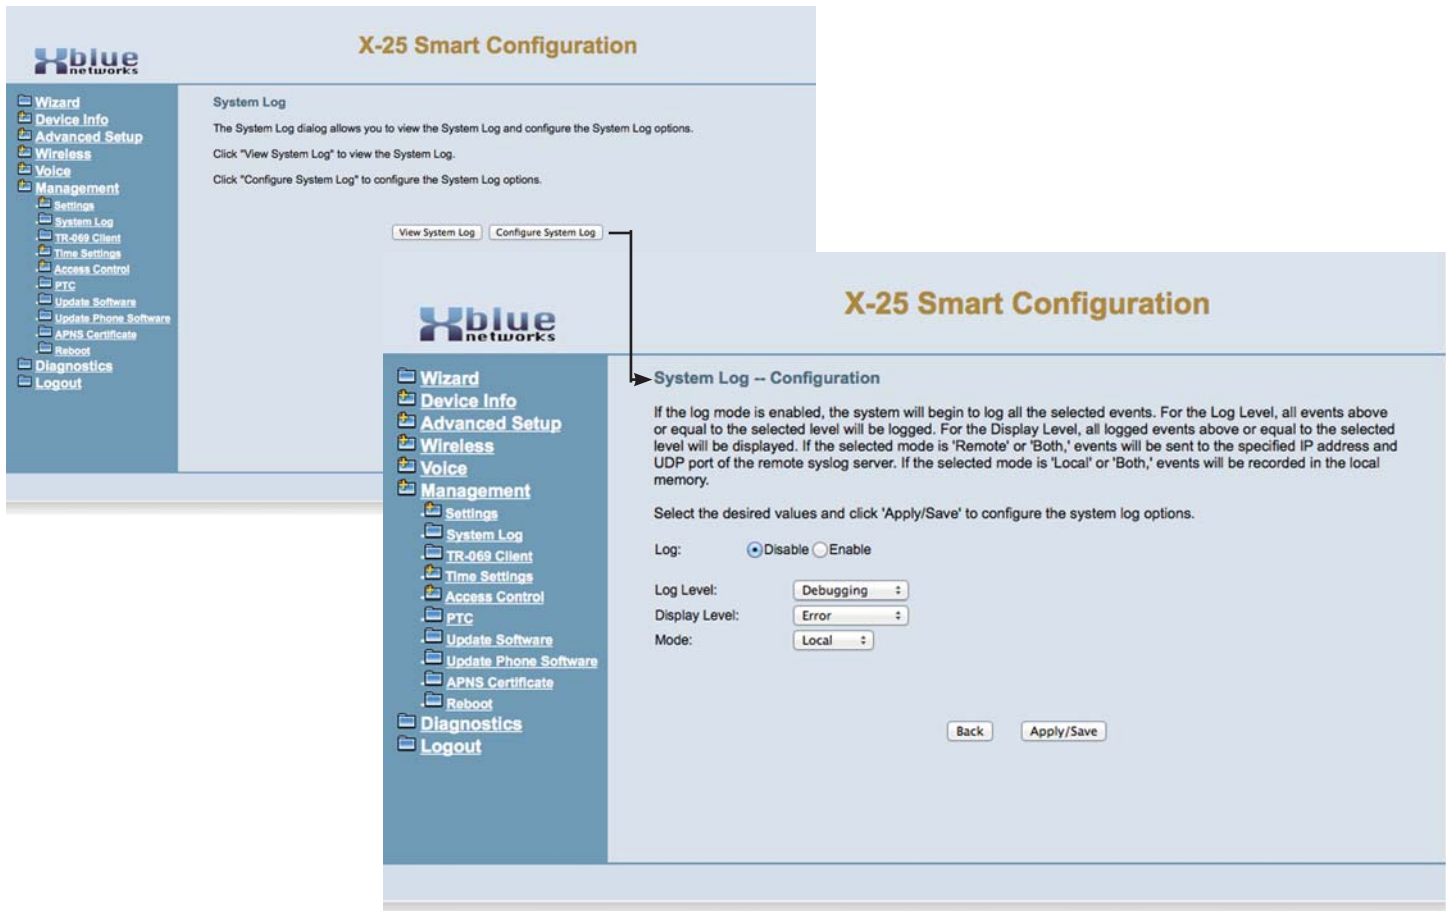 Xblue
networks
X-25 Smart Configuration
Wizard
Device Info
Advanced Setup
Wireless
Voice
Management
Settings
System Log
TR-069 Client
Time Settings
Access Control
PTC
Update Software
Update Phone Software
APNS Certificate
Reboot
Diagnostics
Logout
System Log
The System Log dialog allows you to view the System Log and configure the System Log options.
Click "View System Log" to view the System Log.
Click "Configure System Log" to configure the System Log options.
View System Log Configure System Log
Xblue
networks
X-25 Smart Configuration
Wizard
Device Info
Advanced Setup
Wireless
Voice
Management
Settings
System Log
TR-069 Client
Time Settings
Access Control
PTC
Update Software
Update Phone Software
APNS Certificate
Reboot
Diagnostics
Logout
System Log -- Configuration
If the log mode is enabled, the system will begin to log all the selected events. For the Log Level, all events above
or equal to the selected level will be logged. For the Display Level, all logged events above or equal to the selected
level will be displayed. If the selected mode is 'Remote' or 'Both,' events will be sent to the specified IP address and
UDP port of the remote syslog server. If the selected mode is 'Local' or 'Both,' events will be recorded in the local
memory.
Select the desired values and click 'Apply/Save' to configure the system log options.
Log: Disable Enable
Log Level: Debugging
Display Level: Error
Mode: Local
Back Apply/Save